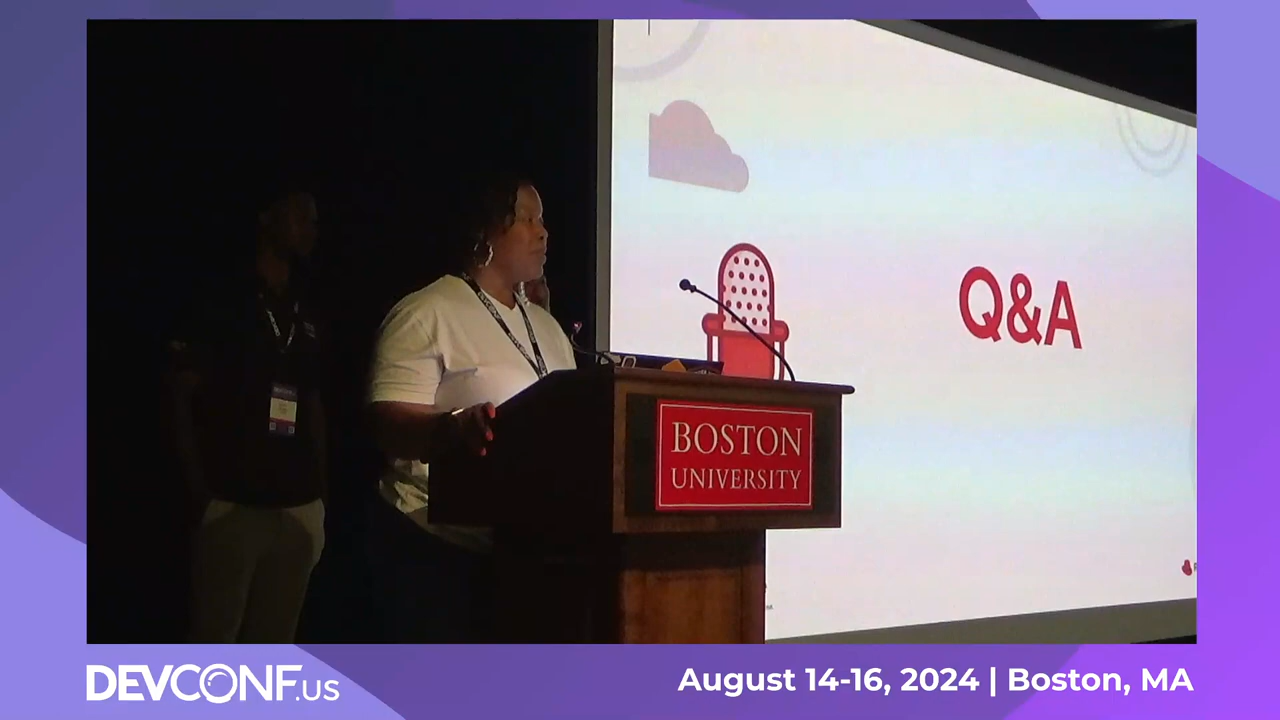 Q&A
BOSTON
UNIVERSITY
DEVCONF.us
August 14-16, 2024 | Boston, MA